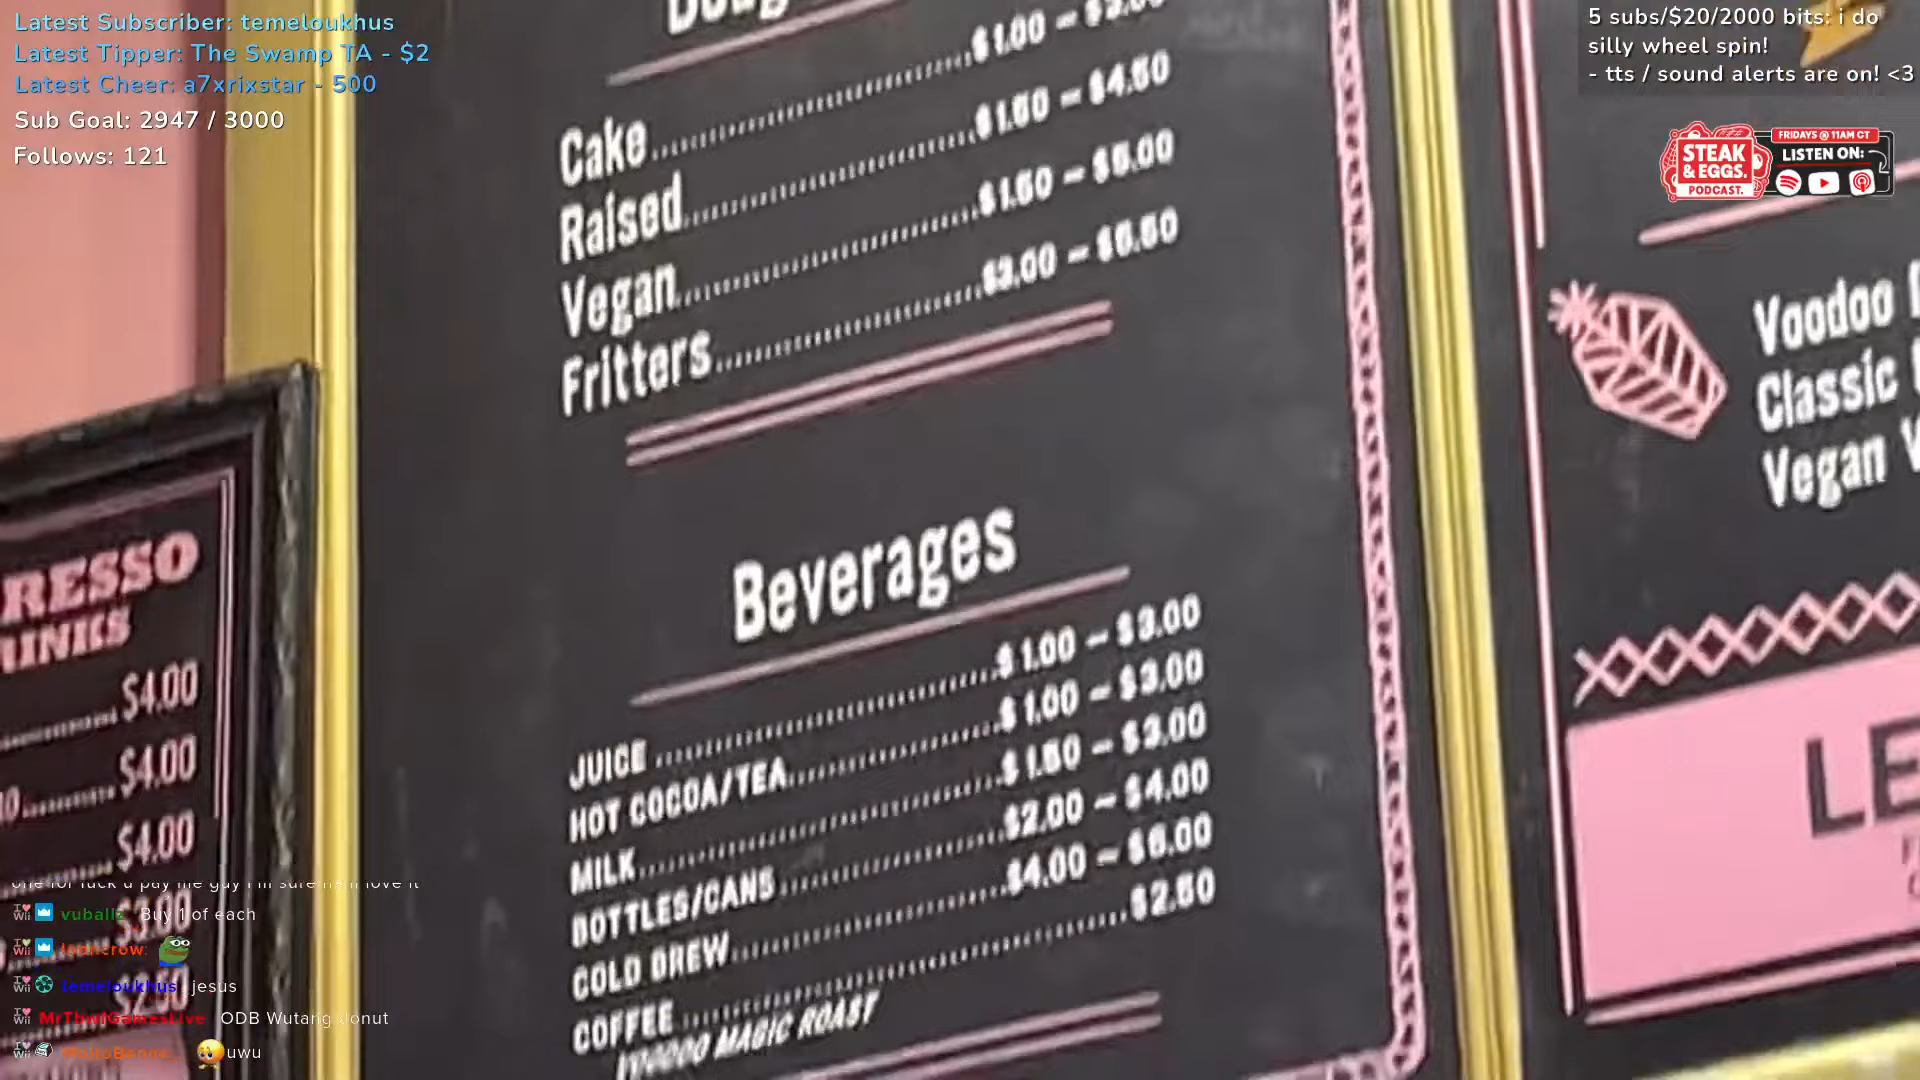 Latest Subscriber: temeloukhus
Latest Tipper: The Swamp TA - $2
Latest Cheer: a7xrixstar - 500
Sub Goal: 2947 / 3000
Follows: 121
5 subs/$20/2000 bits: i do
silly wheel spin!
- tts / sound alerts are on! <3
STEAK
& EGGS.
PODCAST.
FRIDAYS @ 11AM CT
LISTEN ON:
Cake $1.00 –
Raised $1.50 – $4.50
Vegan $1.50 – $5.00
Fritters $3.00 – $5.50
Beverages
JUICE $1.00 – $3.00
HOT COCOA/TEA $1.00 – $3.00
MILK $1.50 – $3.00
BOTTLES/CANS $2.00 – $4.00
COLD BREW $4.00 – $6.00
COFFEE $2.50
VOODOO MAGIC ROAST
Voodoo
Classic
Vegan
LE
RESSO
RINKS
$4.00
$4.00
$4.00
$3.00
$2.50
vuballz Buy 1 of each
temeloukhus jesus
ODB Wutang donut
uwu